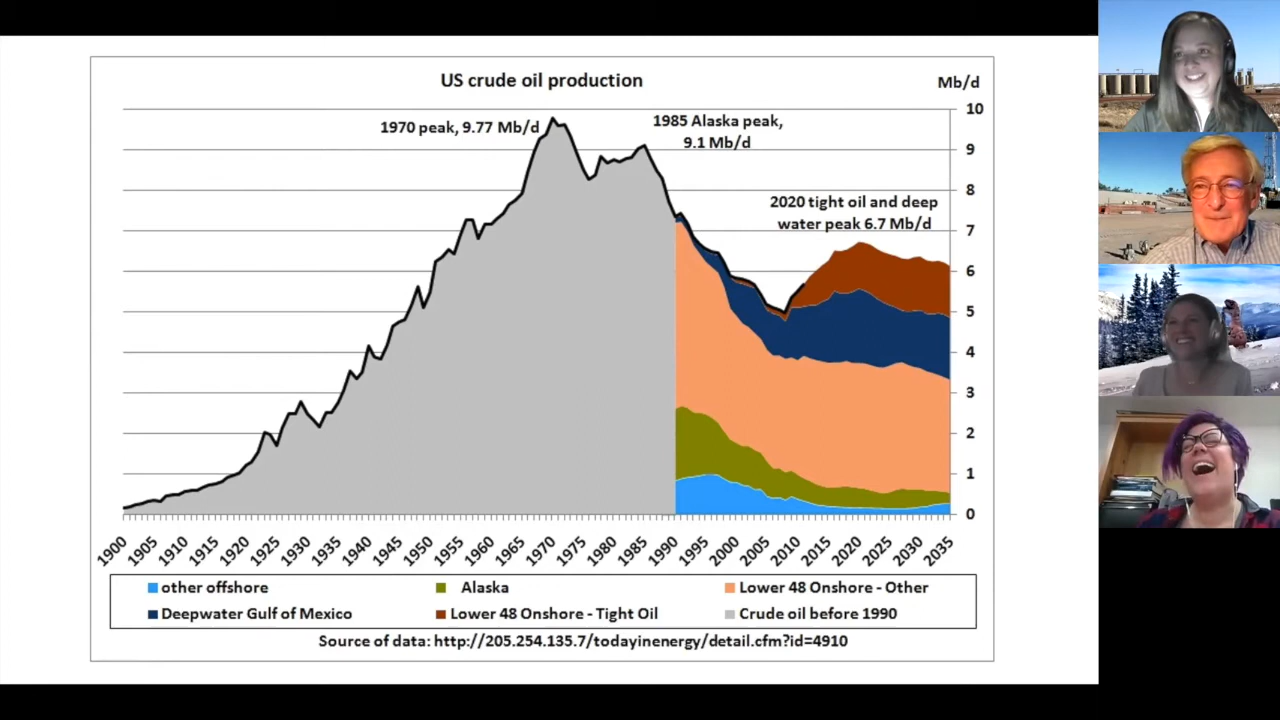 US crude oil production
Mb/d
1970 peak, 9.77 Mb/d
1985 Alaska peak,
9.1 Mb/d
2020 tight oil and deep
water peak 6.7 Mb/d
10
9
8
7
6
5
4
3
2
1
0
1900
1905
1910
1915
1920
1925
1930
1935
1940
1945
1950
1955
1960
1965
1970
1975
1980
1985
1990
1995
2000
2005
2010
2015
2020
2025
2030
2035
other offshore
Alaska
Lower 48 Onshore - Other
Deepwater Gulf of Mexico
Lower 48 Onshore - Tight Oil
Crude oil before 1990
Source of data: http://205.254.135.7/todayinenergy/detail.cfm?id=4910